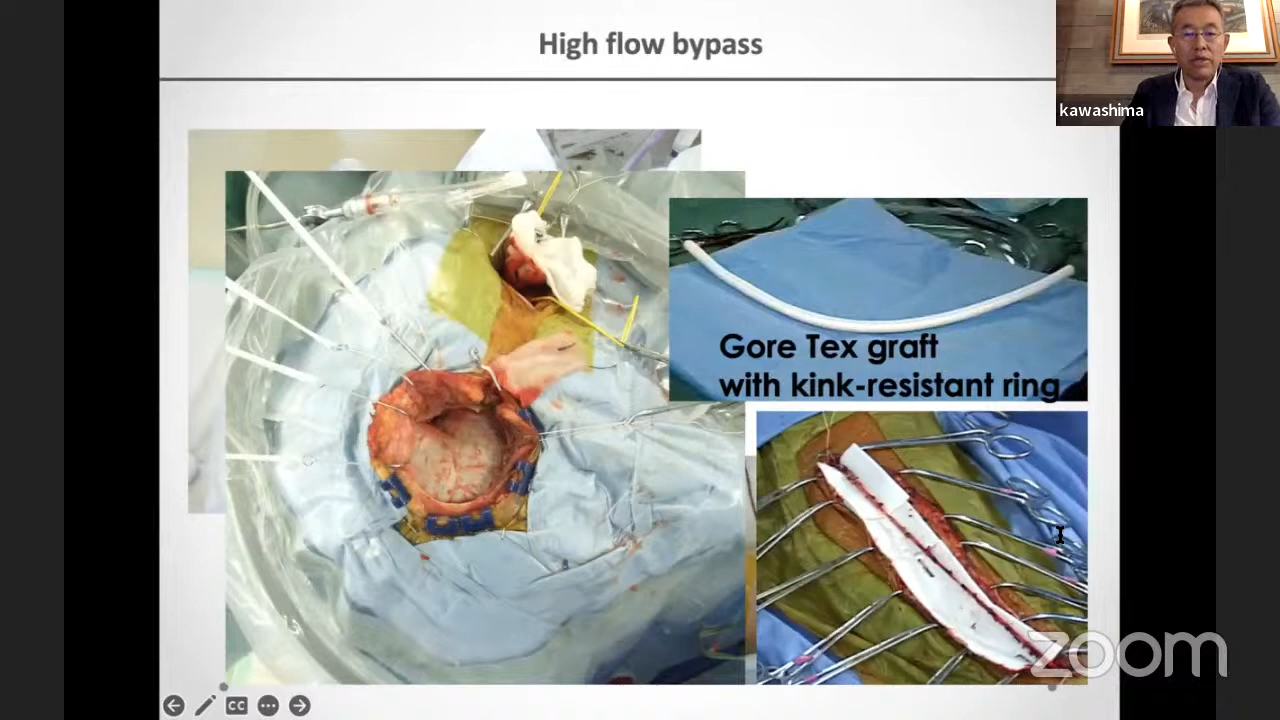 High flow bypass
kawashima
Gore Tex graft
with kink-resistant ring
CC
zoom